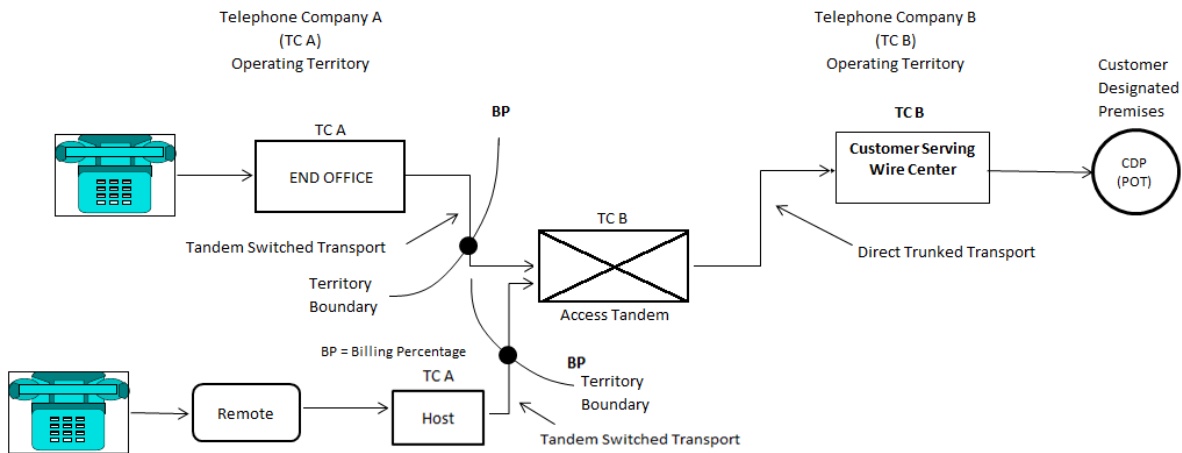 Telephone Company A
(TC A)
Operating Territory
Telephone Company B
(TC B)
Operating Territory
Customer
Designated
Premises
BP
TC A
END OFFICE
TC B
Customer Serving
Wire Center
CDP
(POT)
Tandem Switched Transport
TC B
Direct Trunked Transport
Territory
Boundary
Access Tandem
BP = Billing Percentage
BP
Territory
Boundary
TC A
Remote
Host
Tandem Switched Transport